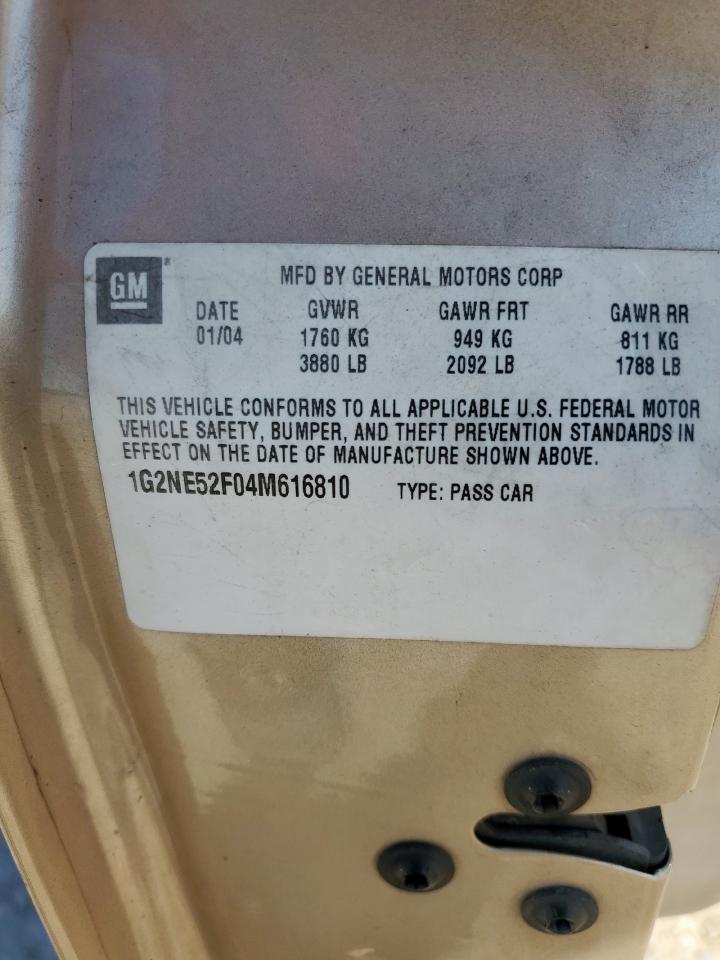 GM®
MFD BY GENERAL MOTORS CORP
DATE GVWR GAWR FRT GAWR RR
01/04 1760 KG 949 KG 811 KG
3880 LB 2092 LB 1788 LB
THIS VEHICLE CONFORMS TO ALL APPLICABLE U.S. FEDERAL MOTOR
VEHICLE SAFETY, BUMPER, AND THEFT PREVENTION STANDARDS IN
EFFECT ON THE DATE OF MANUFACTURE SHOWN ABOVE.
1G2NE52F04M616810 TYPE: PASS CAR